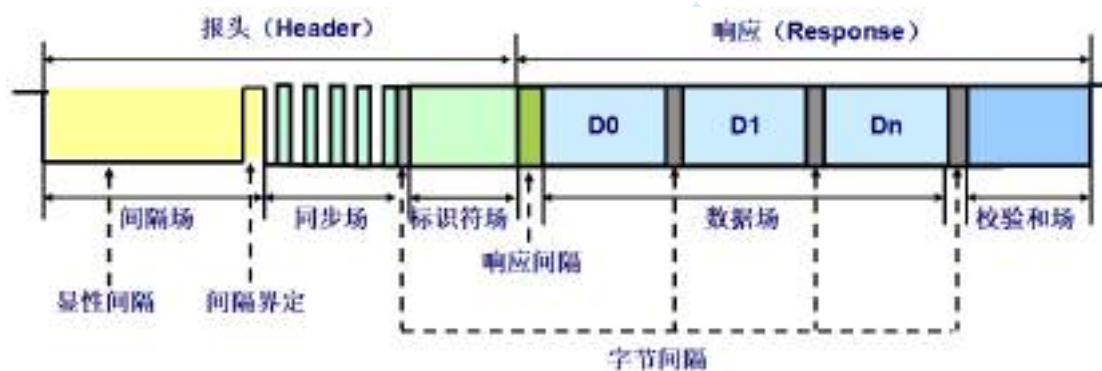 报头（Header） 响应（Response）
D0 D1 Dn
间隔场 同步场 标识符场 数据场 校验和场
响应间隔
显性间隔 间隔界定
字节间隔